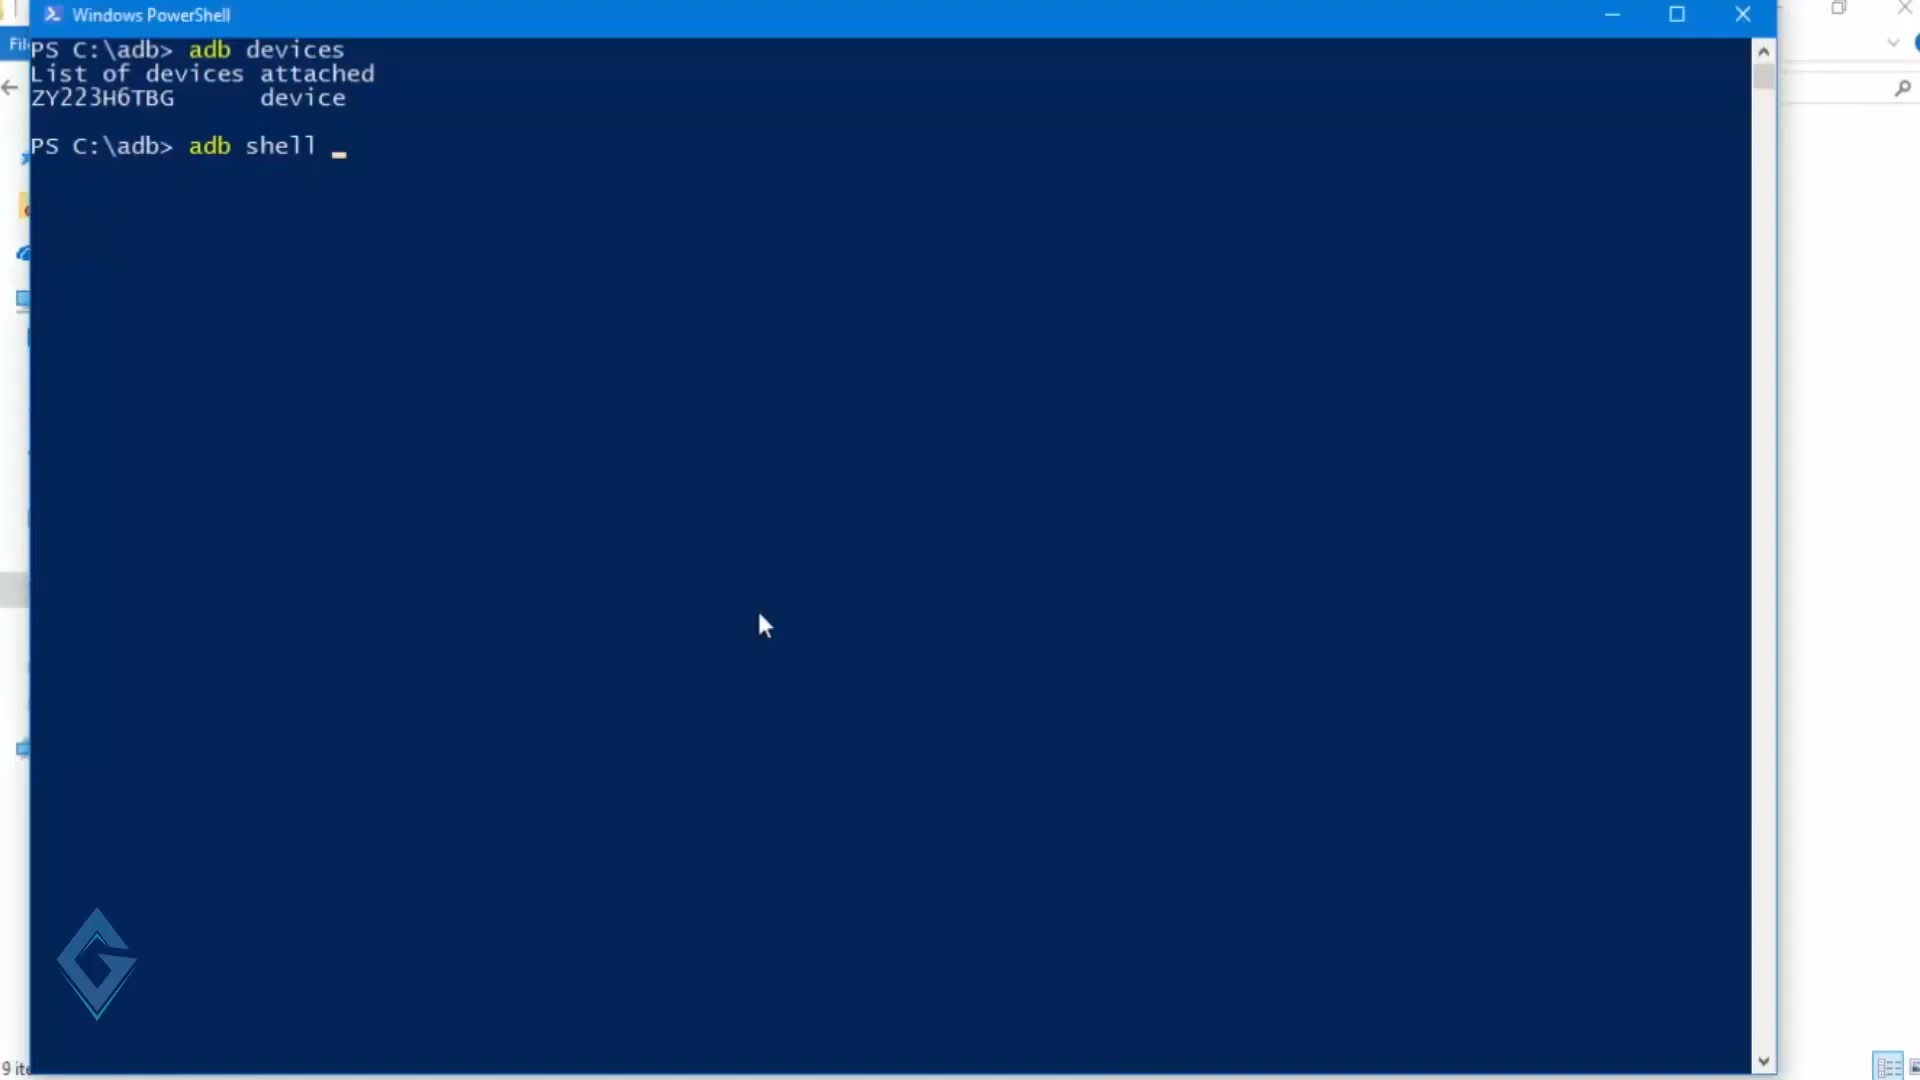 Windows PowerShell
PS C:\adb> adb devices
List of devices attached
ZY223H6TBG device
PS C:\adb> adb shell _